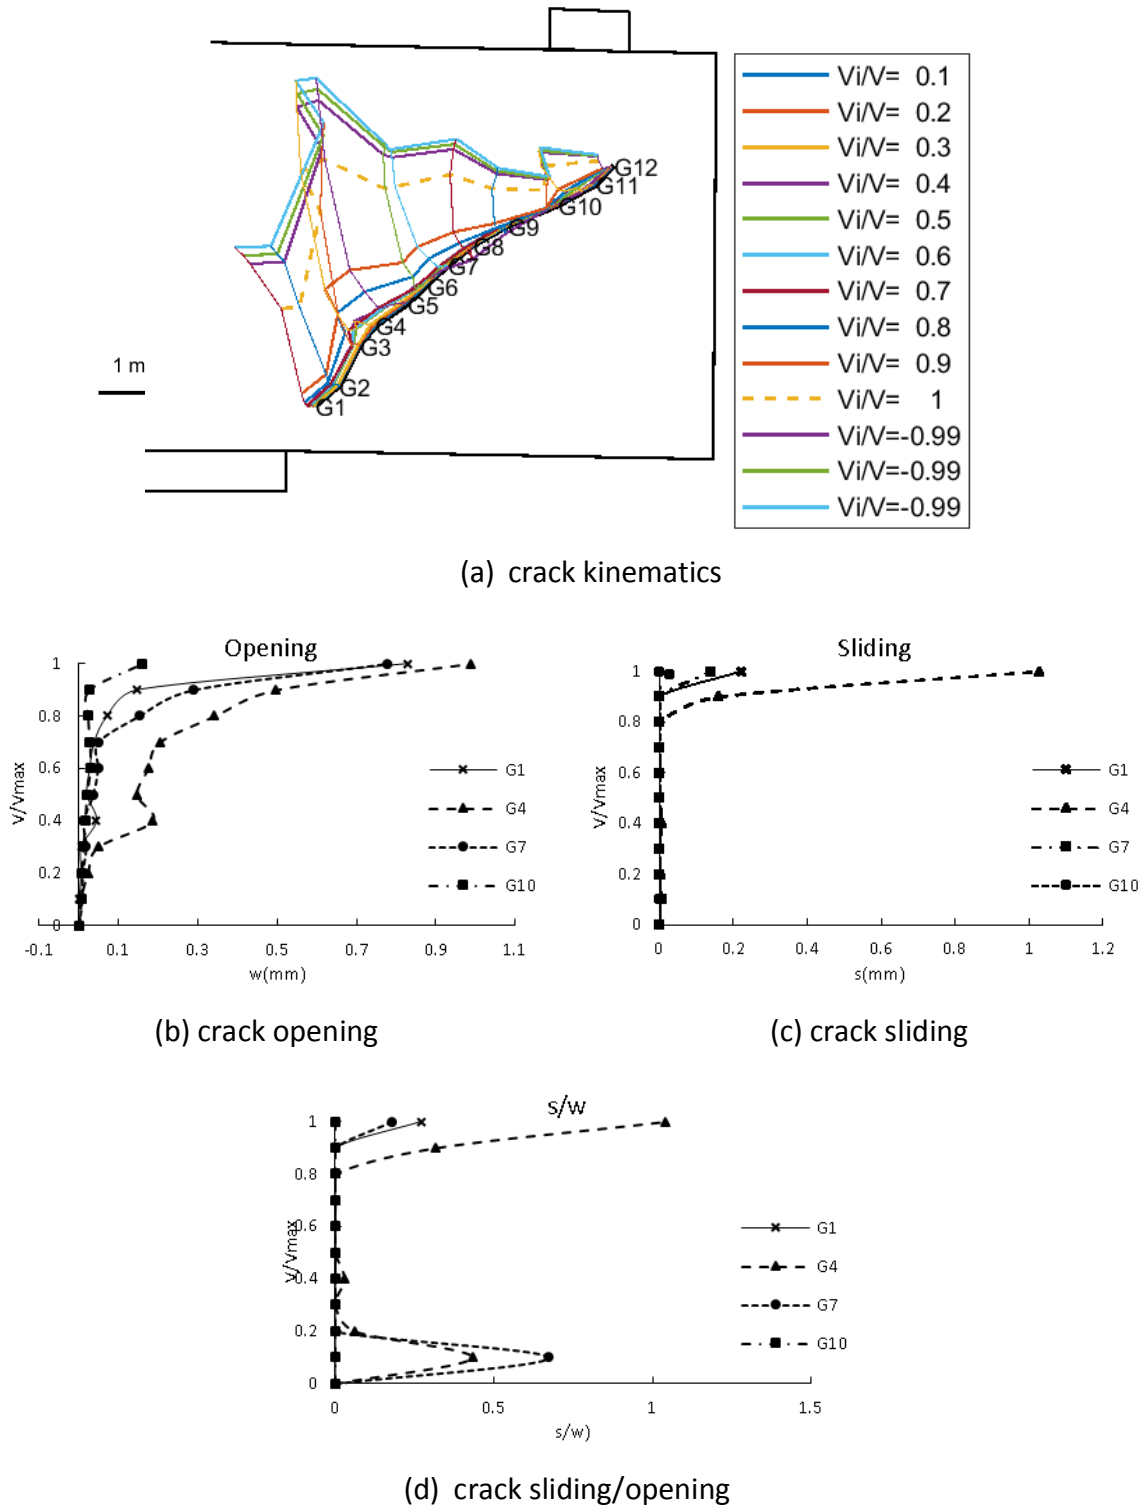 Vi/V= 0.1
Vi/V= 0.2
Vi/V= 0.3
Vi/V= 0.4
Vi/V= 0.5
Vi/V= 0.6
Vi/V= 0.7
Vi/V= 0.8
Vi/V= 0.9
Vi/V= 1
Vi/V=-0.99
Vi/V=-0.99
Vi/V=-0.99
G12
G11
G10
G9
G8
G7
G6
G5
G4
G3
G2
G1
1 m
(a) crack kinematics
Opening
1
0.8
0.6
0.4
0.2
0
V/Vmax
-0.1
0.1
0.3
0.5
0.7
0.9
1.1
w(mm)
G1
G4
G7
G10
(b) crack opening
Sliding
1
0.8
0.6
0.4
0.2
0
V/Vmax
0
0.2
0.4
0.6
0.8
1
1.2
s(mm)
G1
G4
G7
G10
(c) crack sliding
s/w
1
0.8
0.6
0.4
0.2
0
V/Vmax
0
0.5
1
1.5
s/w)
G1
G4
G7
G10
(d) crack sliding/opening